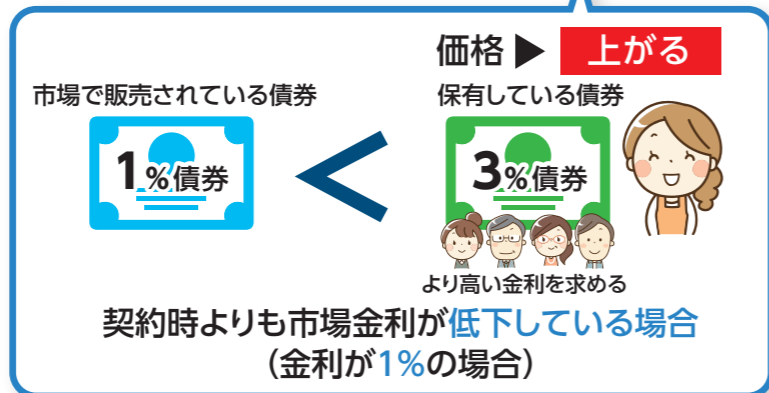 価格▶ 上がる
市場で販売されている債券
保有している債券
1%債券
<
3%債券
より高い金利を求める
契約時よりも市場金利が低下している場合
(金利が1%の場合)